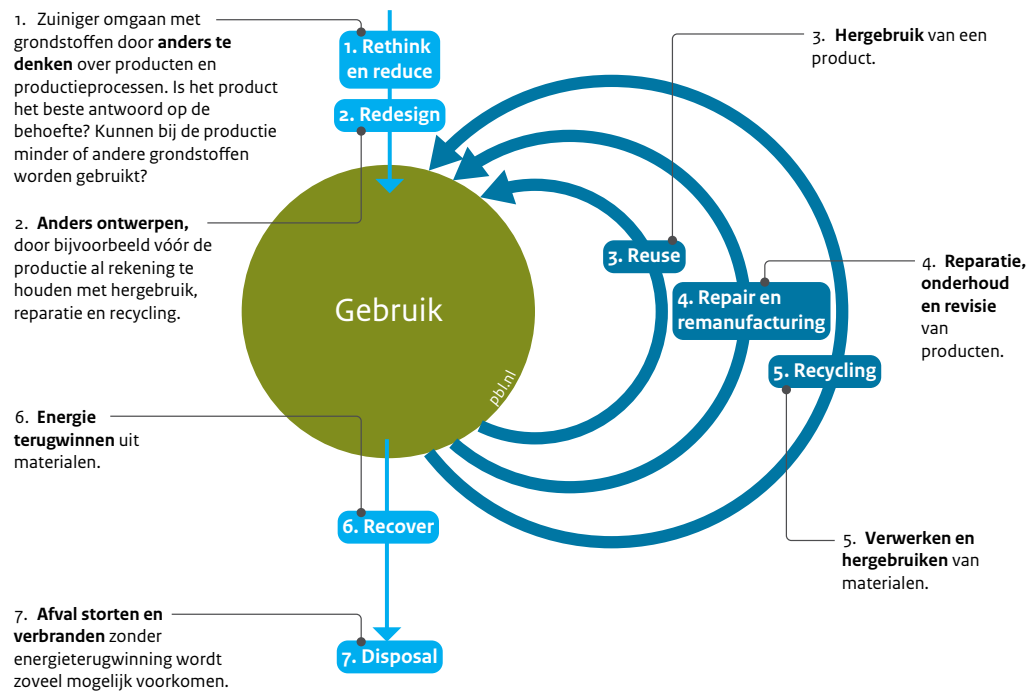 1. Zuiniger omgaan met
grondstoffen door anders te
denken over producten en
productieprocessen. Is het product
het beste antwoord op de
behoefte? Kunnen bij de productie
minder of andere grondstoffen
worden gebruikt?
1. Rethink
en reduce
2. Redesign
3. Hergebruik van een
product.
2. Anders ontwerpen,
door bijvoorbeeld vóór de
productie al rekening te
houden met hergebruik,
reparatie en recycling.
Gebruik
pbl.nl
3. Reuse
4. Repair en
remanufacturing
5. Recycling
4. Reparatie,
onderhoud
en revisie
van
producten.
6. Energie
terugwinnen uit
materialen.
6. Recover
5. Verwerken en
hergebruiken van
materialen.
7. Afval storten en
verbranden zonder
energieterugwinning wordt
zoveel mogelijk voorkomen.
7. Disposal